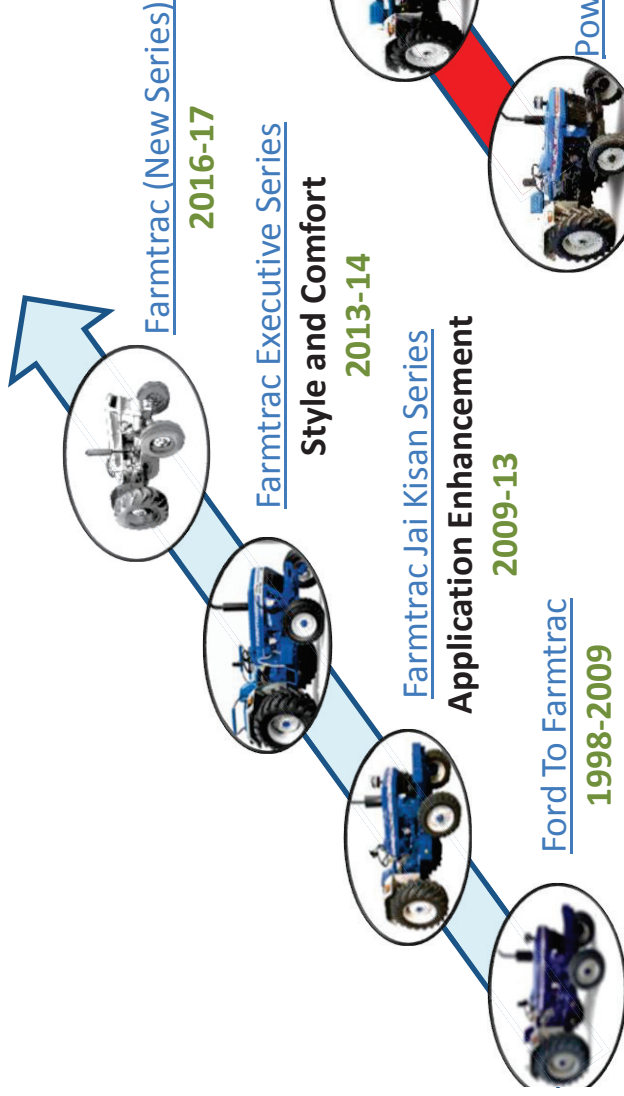 Farmtrac (New Series)
2016-17
Farmtrac Executive Series
Style and Comfort
2013-14
Farmtrac Jai Kisan Series
Application Enhancement
2009-13
Ford To Farmtrac
1998-2009
Pow